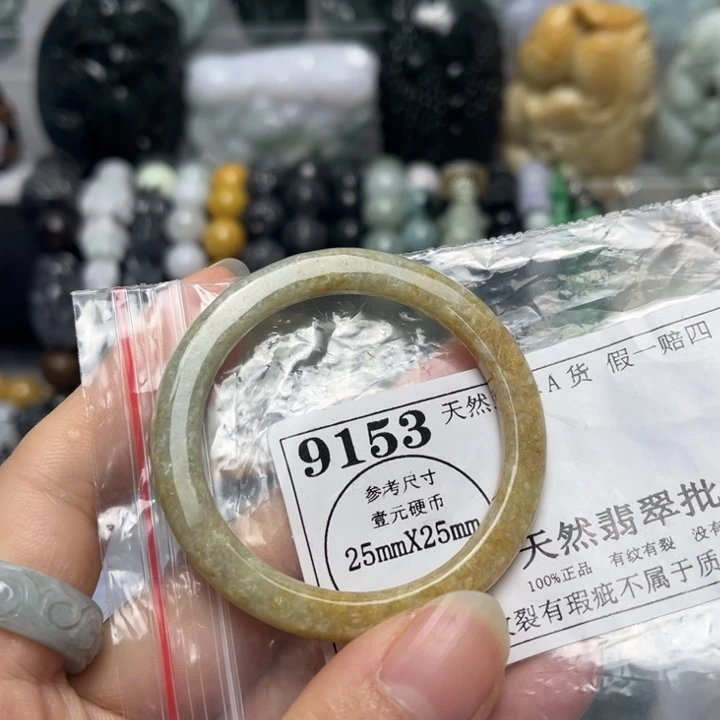 天然 A货 假一赔四
9153
参考尺寸
壹元硬币
25mmX25mm
天然翡翠批
100%正品 有纹有裂 没有
裂有瑕疵不属于质